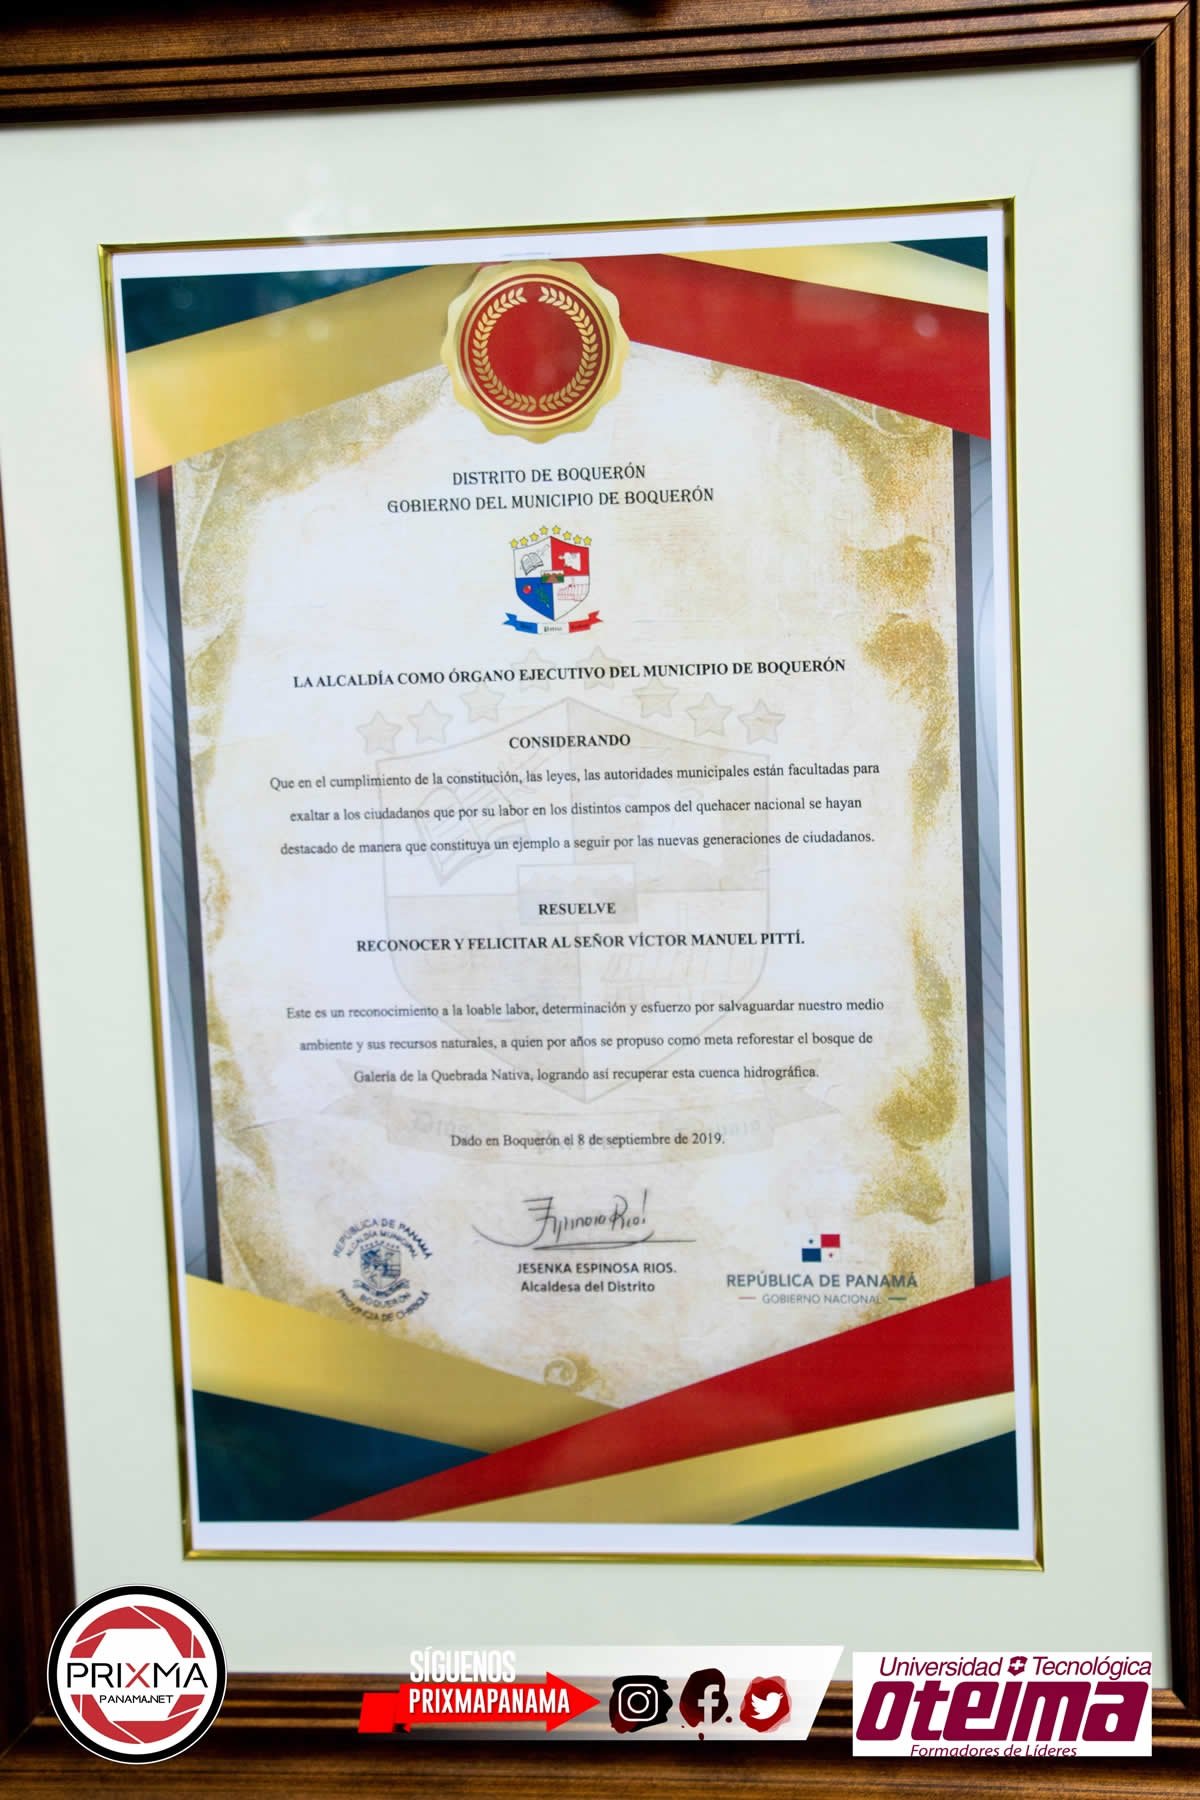 DISTRITO DE BOQUERÓN
GOBIERNO DEL MUNICIPIO DE BOQUERÓN
LA ALCALDÍA COMO ÓRGANO EJECUTIVO DEL MUNICIPIO DE BOQUERÓN
CONSIDERANDO
Que en el cumplimiento de la constitución, las leyes, las autoridades municipales están facultadas para
exaltar a los ciudadanos que por su labor en los distintos campos del quehacer nacional se hayan
destacado de manera que constituya un ejemplo a seguir por las nuevas generaciones de ciudadanos.
RESUELVE
RECONOCER Y FELICITAR AL SEÑOR VÍCTOR MANUEL PITTÍ.
Este es un reconocimiento a la loable labor, determinación y esfuerzo por salvaguardar nuestro medio
ambiente y sus recursos naturales, a quien por años se propuso como meta reforestar el bosque de
Galería de la Quebrada Nativa, logrando así recuperar esta cuenca hidrográfica.
Dado en Boquerón el 8 de septiembre de 2019.
REPÚBLICA DE PANAMÁ
ALCALDÍA MUNICIPAL
BOQUERÓN
PROVINCIA DE CHIRIQUÍ
Espinosa Rios
JESENKA ESPINOSA RIOS.
Alcaldesa del Distrito
REPÚBLICA DE PANAMÁ
GOBIERNO NACIONAL
PRIXMA
PANAMA.NET
SÍGUENOS
PRIXMAPANAMA
Universidad Tecnológica
oteima
Formadores de Líderes